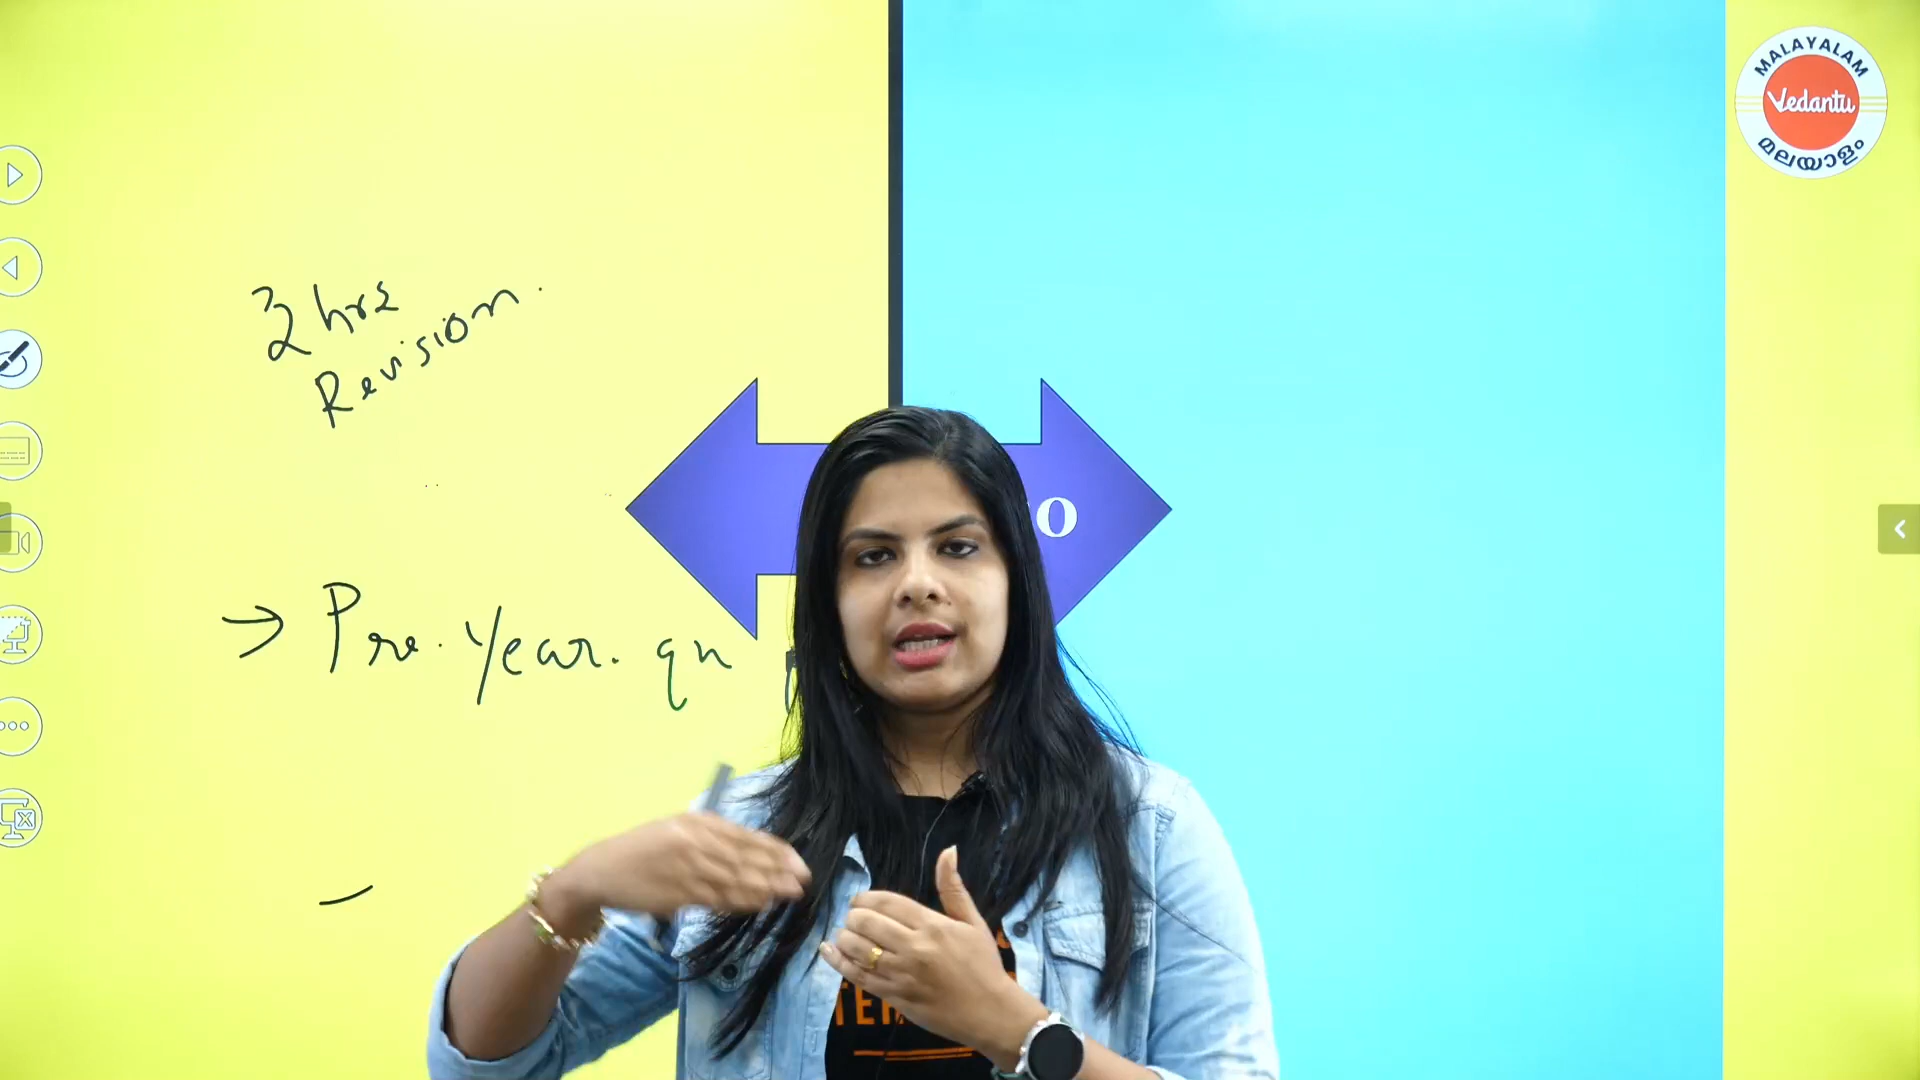 MALAYALAM
Vedantu
മലയാളം
2 hrs
Revision.
→ Pre. Year. qn